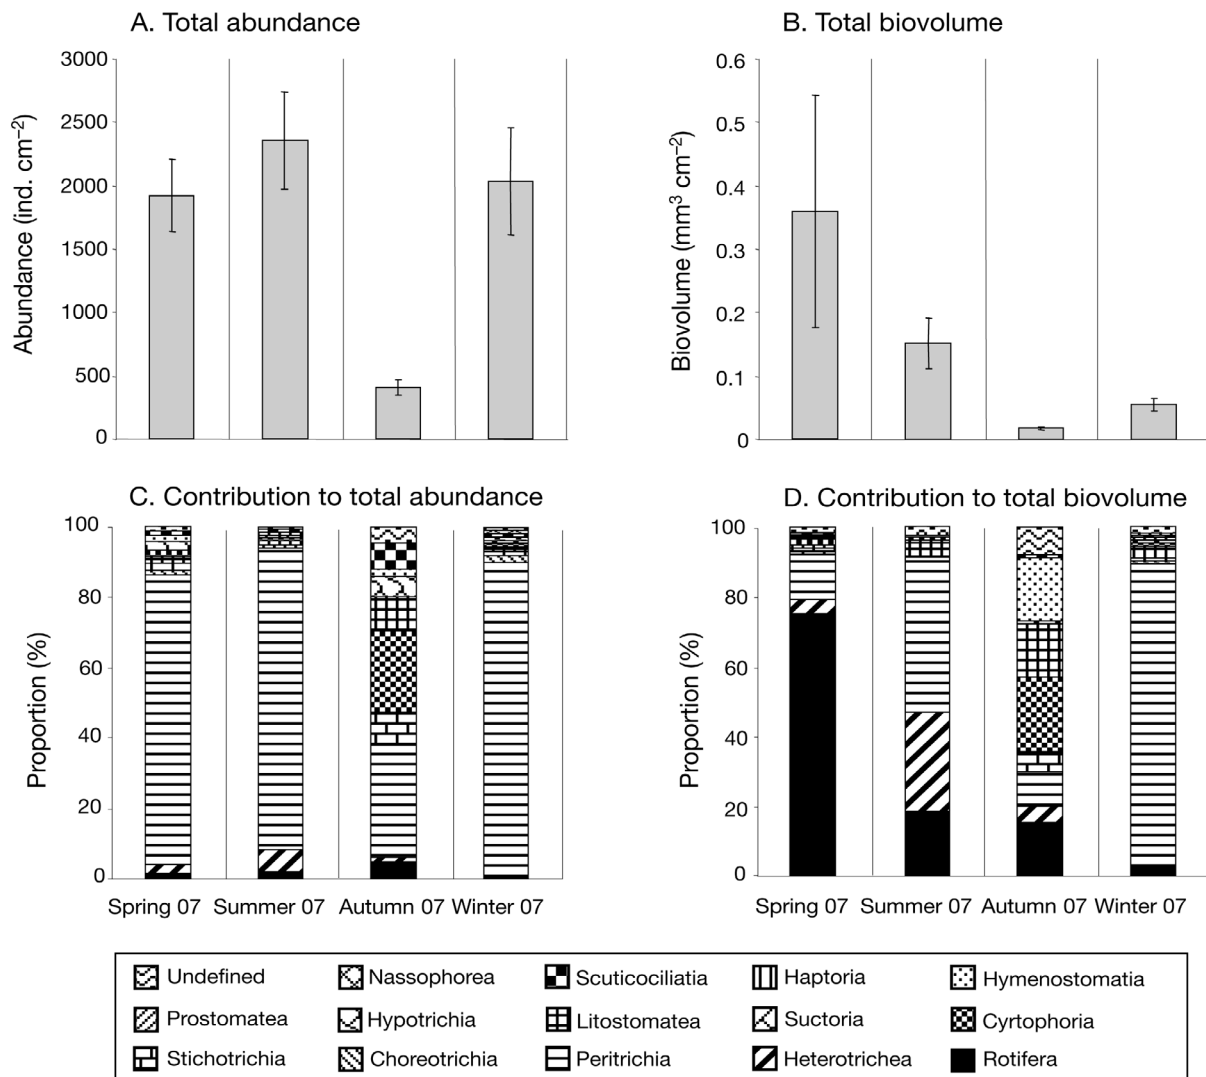 A. Total abundance
3000
2500
2000
1500
1000
500
0
Abundance (ind. cm⁻²)
B. Total biovolume
0.6
0.5
0.4
0.3
0.2
0.1
0
Biovolume (mm³ cm⁻²)
C. Contribution to total abundance
100
80
60
40
20
0
Proportion (%)
Spring 07 Summer 07 Autumn 07 Winter 07
D. Contribution to total biovolume
100
80
60
40
20
0
Proportion (%)
Spring 07 Summer 07 Autumn 07 Winter 07
Undefined Nassophorea Scuticociliatia Haptoria Hymenostomatia
Prostomatea Hypotrichia Litostomatea Suctoria Cyrtophoria
Stichotrichia Choreotrichia Peritrichia Heterotrichea Rotifera